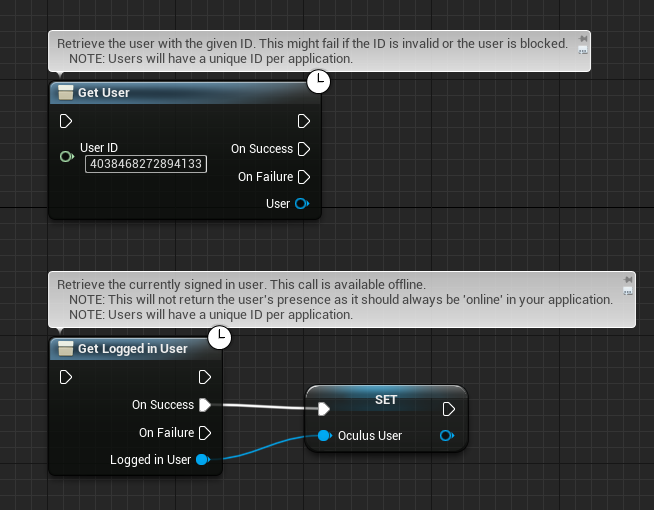 Retrieve the user with the given ID. This might fail if the ID is invalid or the user is blocked.
NOTE: Users will have a unique ID per application.
Get User
User ID
4038468272894133
On Success
On Failure
User
Retrieve the currently signed in user. This call is available offline.
NOTE: This will not return the user's presence as it should always be 'online' in your application.
NOTE: Users will have a unique ID per application.
Get Logged in User
On Success
On Failure
Logged in User
SET
Oculus User